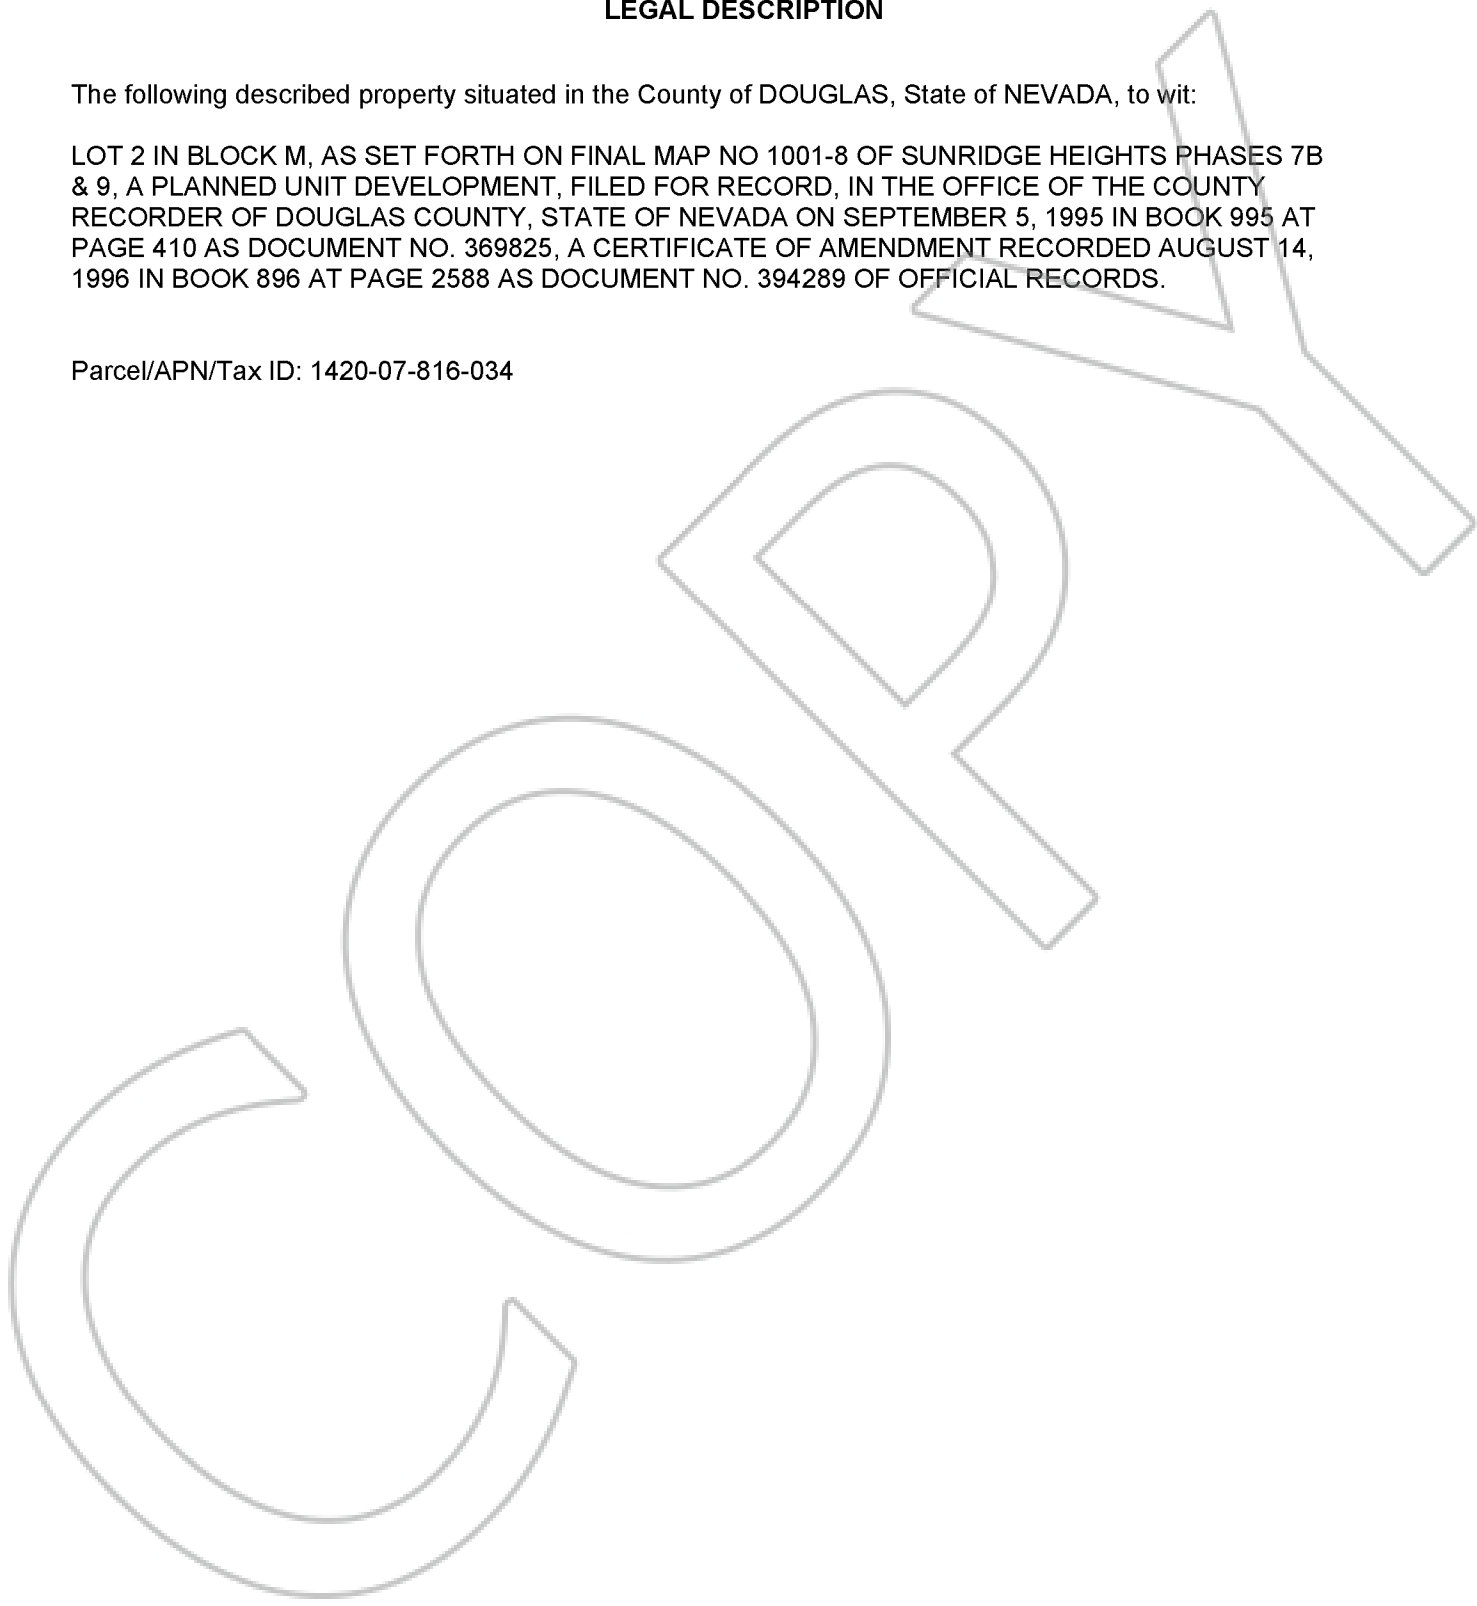 LEGAL DESCRIPTION
The following described property situated in the County of DOUGLAS, State of NEVADA, to wit:
LOT 2 IN BLOCK M, AS SET FORTH ON FINAL MAP NO 1001-8 OF SUNRIDGE HEIGHTS PHASES 7B
& 9, A PLANNED UNIT DEVELOPMENT, FILED FOR RECORD, IN THE OFFICE OF THE COUNTY
RECORDER OF DOUGLAS COUNTY, STATE OF NEVADA ON SEPTEMBER 5, 1995 IN BOOK 995 AT
PAGE 410 AS DOCUMENT NO. 369825, A CERTIFICATE OF AMENDMENT RECORDED AUGUST 14,
1996 IN BOOK 896 AT PAGE 2588 AS DOCUMENT NO. 394289 OF OFFICIAL RECORDS.
Parcel/APN/Tax ID: 1420-07-816-034
COPY